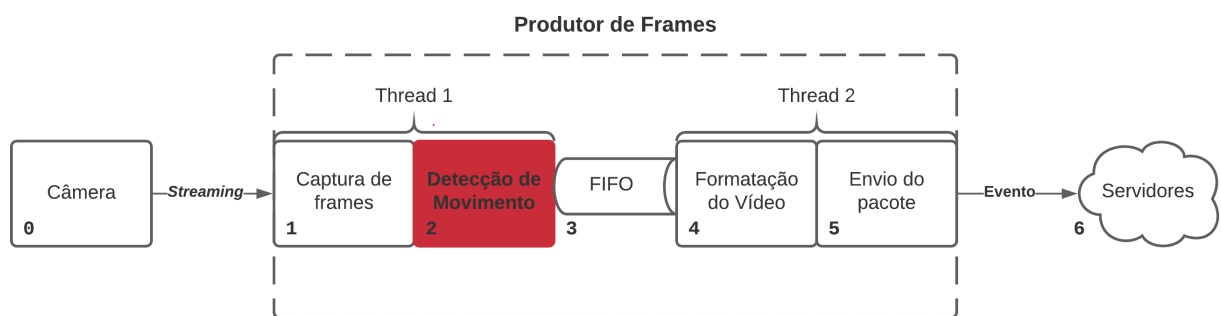 Produtor de Frames
Thread 1
Thread 2
Câmera
0
Streaming
Captura de
frames
1
Detecção de
Movimento
2
FIFO
3
Formatação
do Vídeo
4
Envio do
pacote
5
Evento
Servidores
6